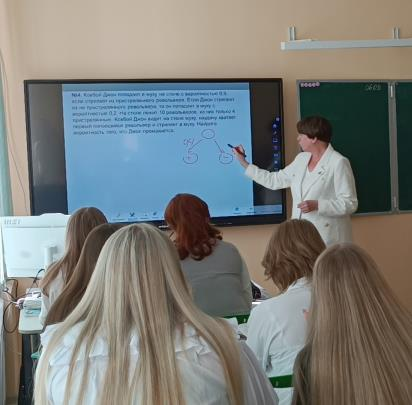 №4. Ковбой Джон попадает в муху на стене с вероятностью 0,9,
если стреляет из пристрелянного револьвера. Если Джон стреляет
из не пристрелянного револьвера, то он попадает в муху с
вероятностью 0,2. На столе лежит 10 револьверов, из них только 4
пристрелянные. Ковбой Джон видит на стене муху, наудачу хватает
первый попавшийся револьвер и стреляет в муху. Найдите
вероятность того, что Джон промахнется.
0,4